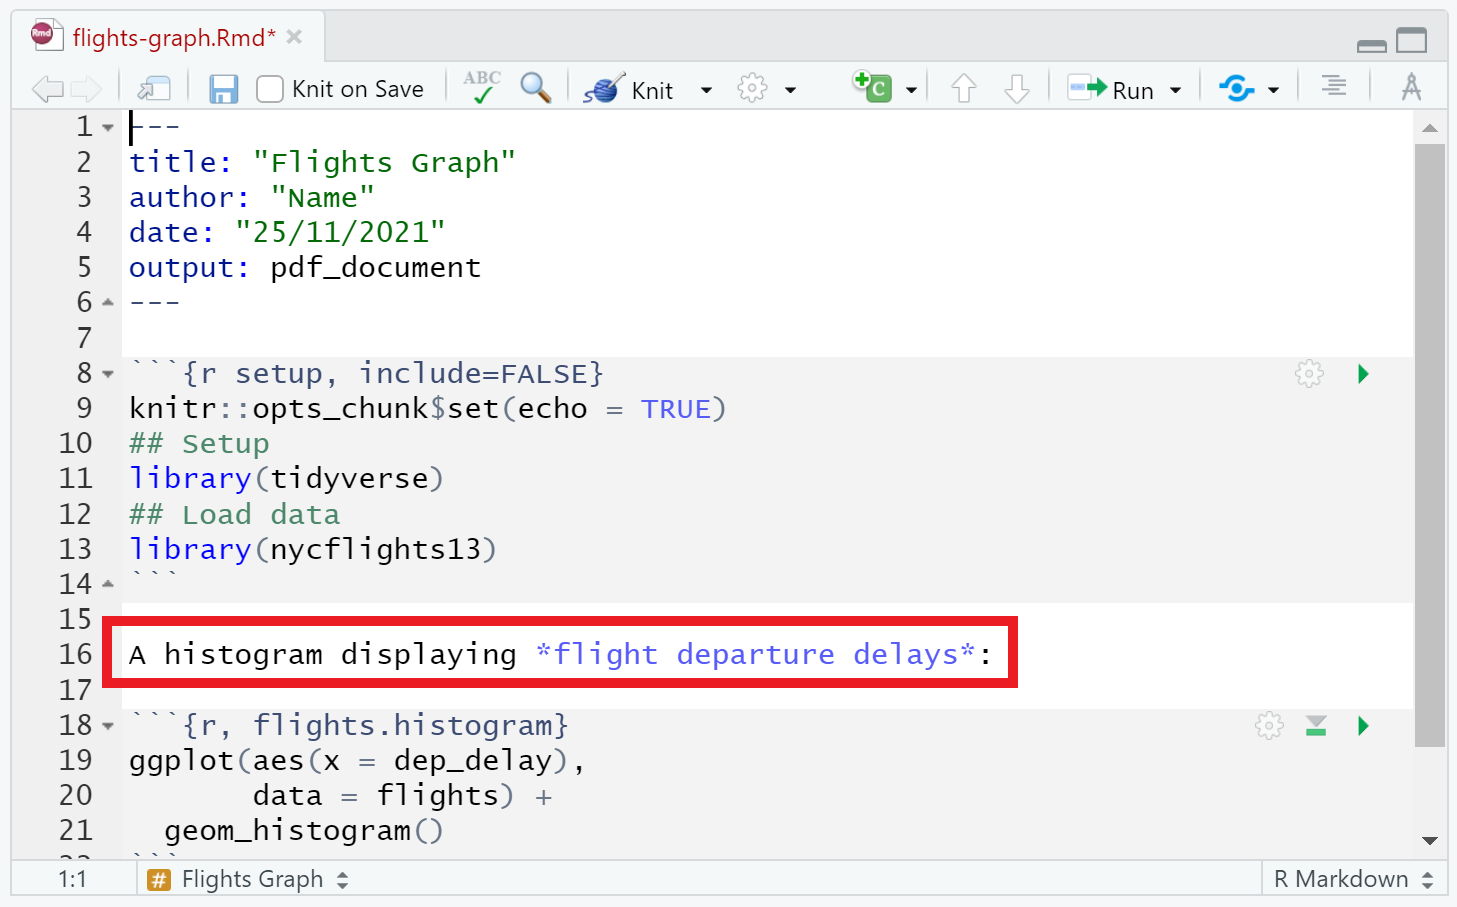 Rmd flights-graph.Rmd*
Knit on Save ABC Knit C Run
1 ---
2 title: "Flights Graph"
3 author: "Name"
4 date: "25/11/2021"
5 output: pdf_document
6 ---
7
8 ```{r setup, include=FALSE}
9 knitr::opts_chunk$set(echo = TRUE)
10 ## Setup
11 library(tidyverse)
12 ## Load data
13 library(nycflights13)
14 ```
15
16 A histogram displaying *flight departure delays*:
17
18 ```{r, flights.histogram}
19 ggplot(aes(x = dep_delay),
20        data = flights) +
21   geom_histogram()
22 ```
1:1 # Flights Graph R Markdown